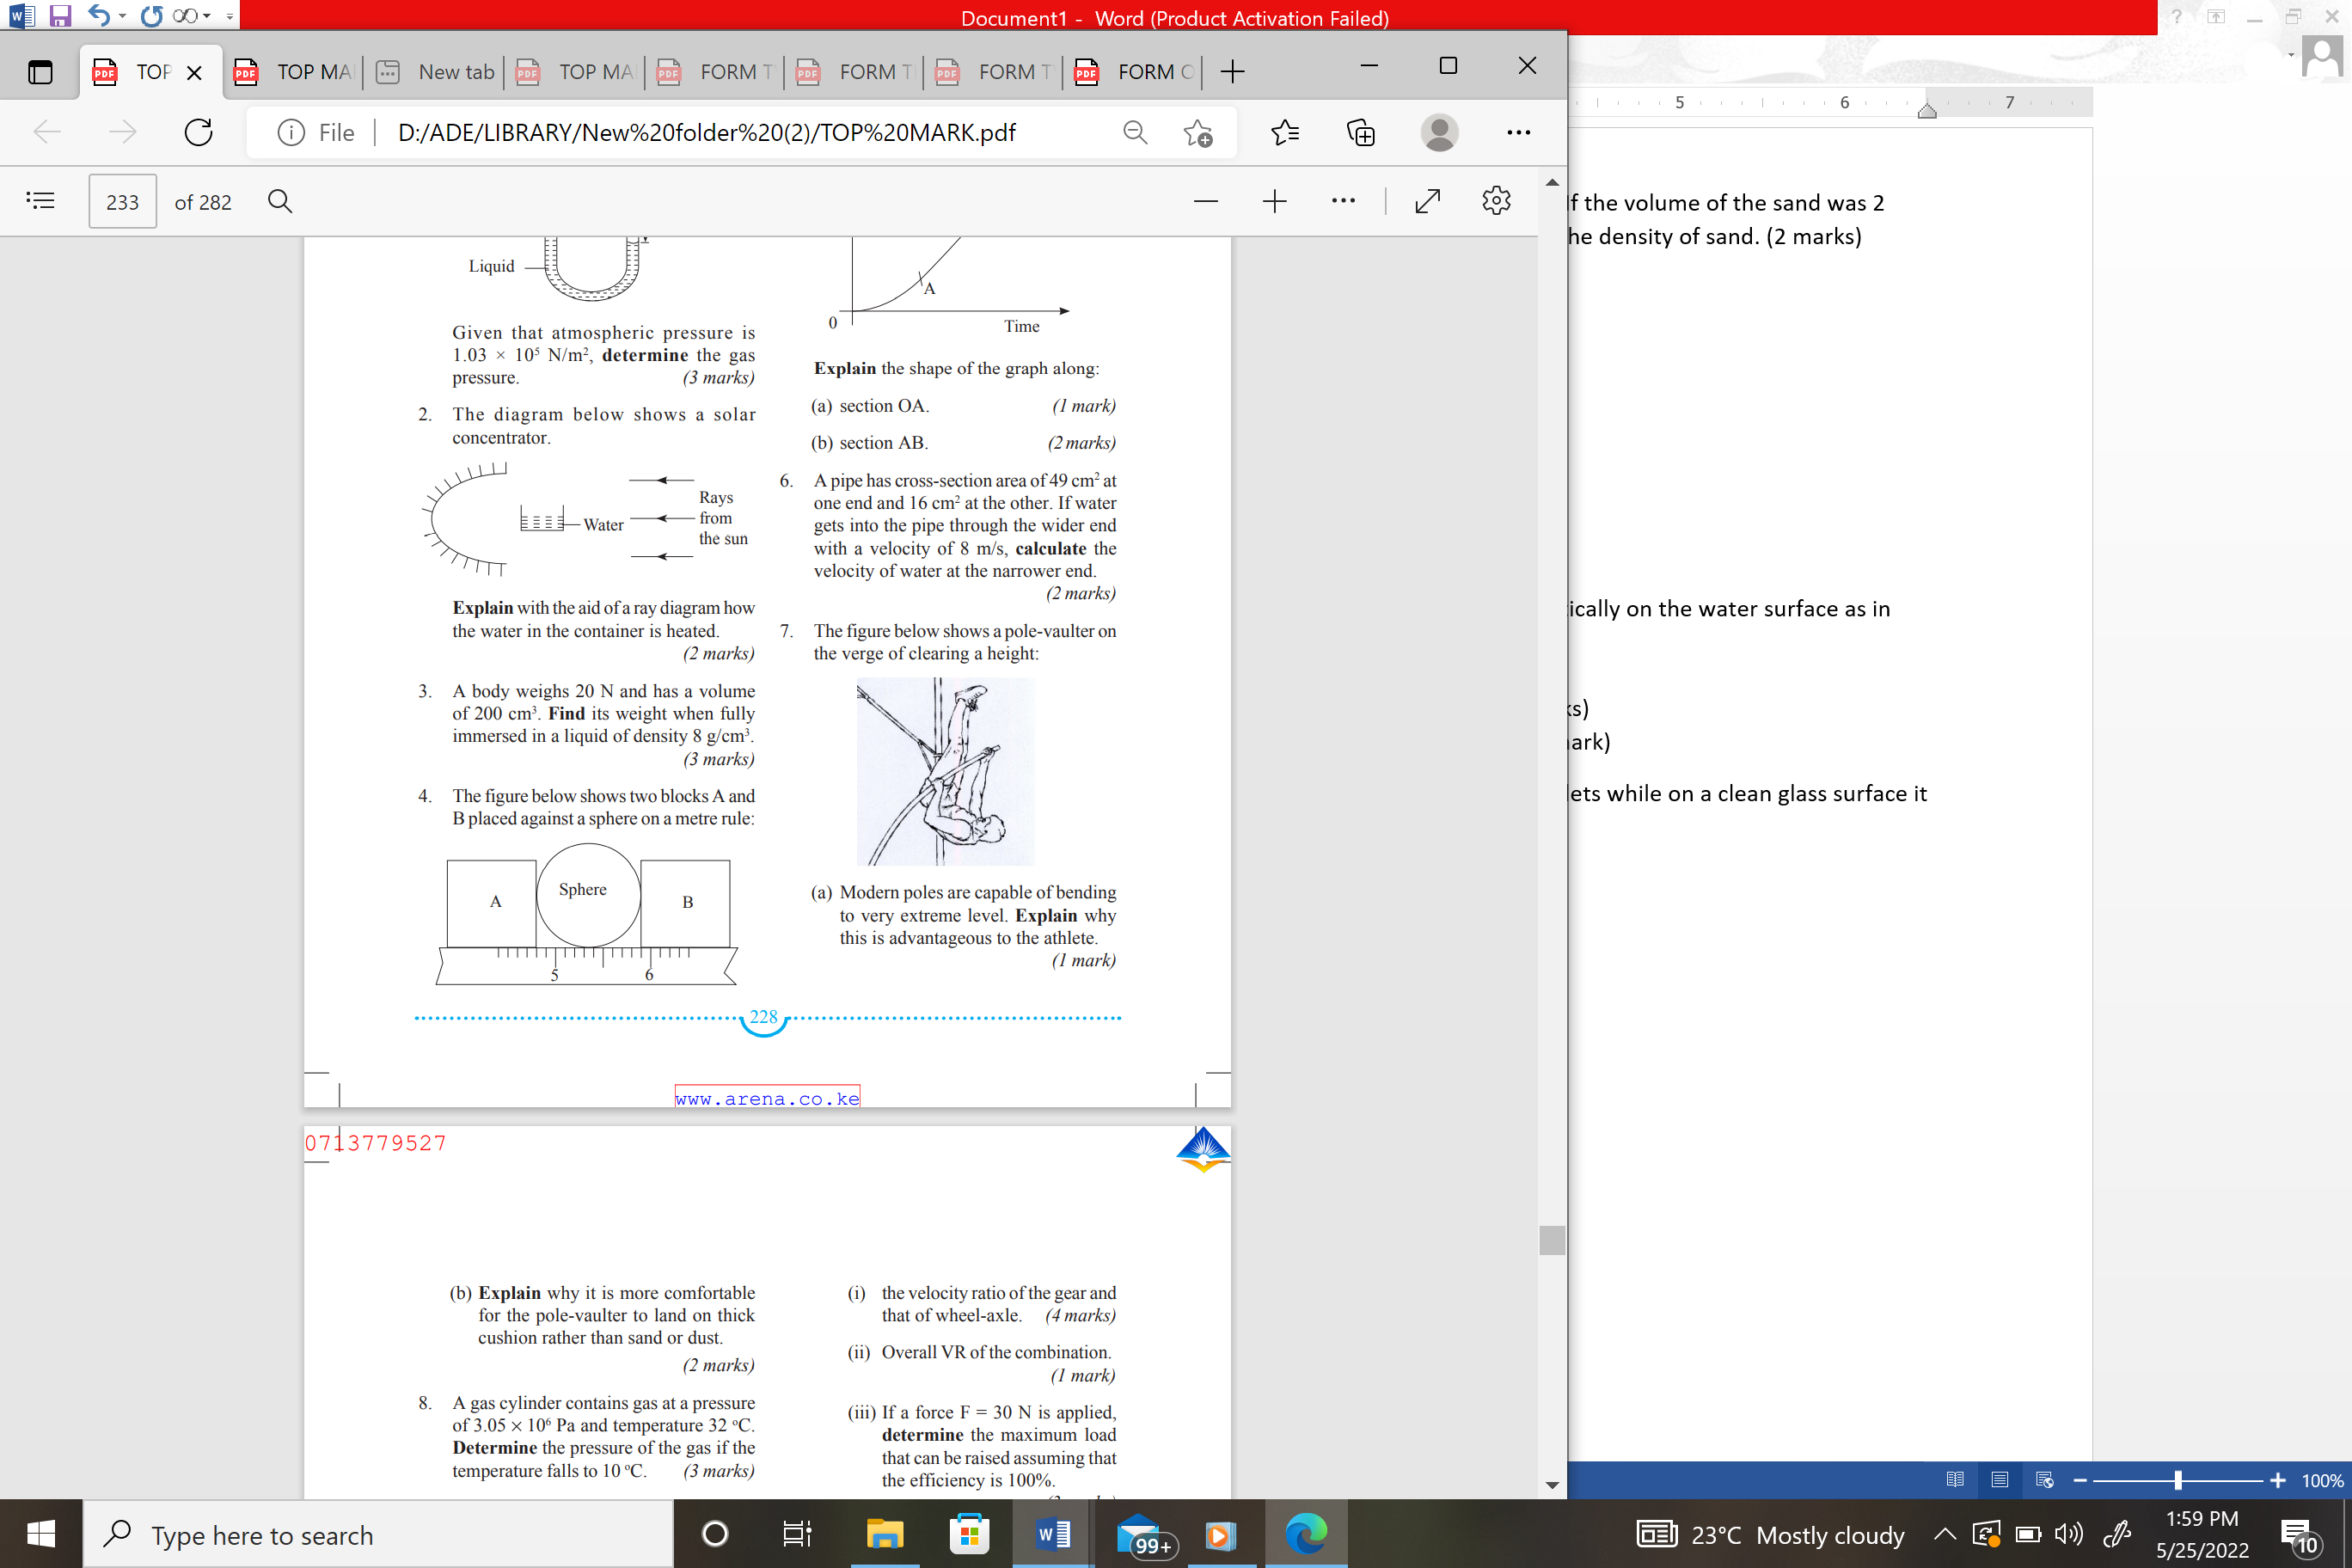 Document1 - Word (Product Activation Failed)
TOP
TOP MA
New tab
TOP MA
FORM T
FORM T
FORM T
FORM O
File
D:/ADE/LIBRARY/New%20folder%20(2)/TOP%20MARK.pdf
233
of 282
Liquid
Given that atmospheric pressure is
1.03 × 10⁵ N/m², determine the gas
pressure. (3 marks)
2. The diagram below shows a solar
concentrator.
Water
Rays
from
the sun
Explain with the aid of a ray diagram how
the water in the container is heated.
(2 marks)
3. A body weighs 20 N and has a volume
of 200 cm³. Find its weight when fully
immersed in a liquid of density 8 g/cm³.
(3 marks)
4. The figure below shows two blocks A and
B placed against a sphere on a metre rule:
A
Sphere
B
5
6
A
0
Time
Explain the shape of the graph along:
(a) section OA. (1 mark)
(b) section AB. (2 marks)
6. A pipe has cross-section area of 49 cm² at
one end and 16 cm² at the other. If water
gets into the pipe through the wider end
with a velocity of 8 m/s, calculate the
velocity of water at the narrower end.
(2 marks)
7. The figure below shows a pole-vaulter on
the verge of clearing a height:
(a) Modern poles are capable of bending
to very extreme level. Explain why
this is advantageous to the athlete.
(1 mark)
228
www.arena.co.ke
0713779527
(b) Explain why it is more comfortable
for the pole-vaulter to land on thick
cushion rather than sand or dust.
(2 marks)
8. A gas cylinder contains gas at a pressure
of 3.05 × 10⁶ Pa and temperature 32 °C.
Determine the pressure of the gas if the
temperature falls to 10 °C. (3 marks)
(i) the velocity ratio of the gear and
that of wheel-axle. (4 marks)
(ii) Overall VR of the combination.
(1 mark)
(iii) If a force F = 30 N is applied,
determine the maximum load
that can be raised assuming that
the efficiency is 100%.
5
6
7
If the volume of the sand was 2
he density of sand. (2 marks)
ically on the water surface as in
ks)
ark)
lets while on a clean glass surface it
100%
Type here to search
99+
23°C Mostly cloudy
1:59 PM
5/25/2022
10